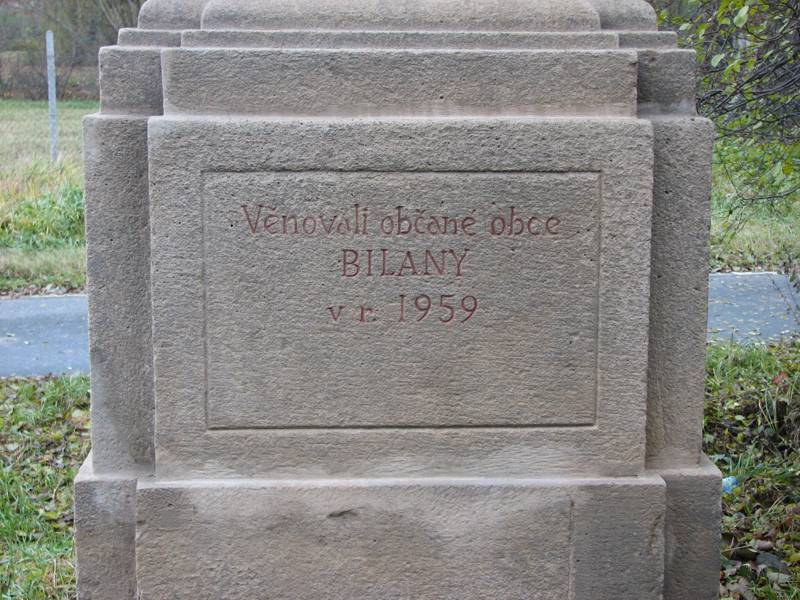 Věnovali občané obce
BILANY
v r. 1959